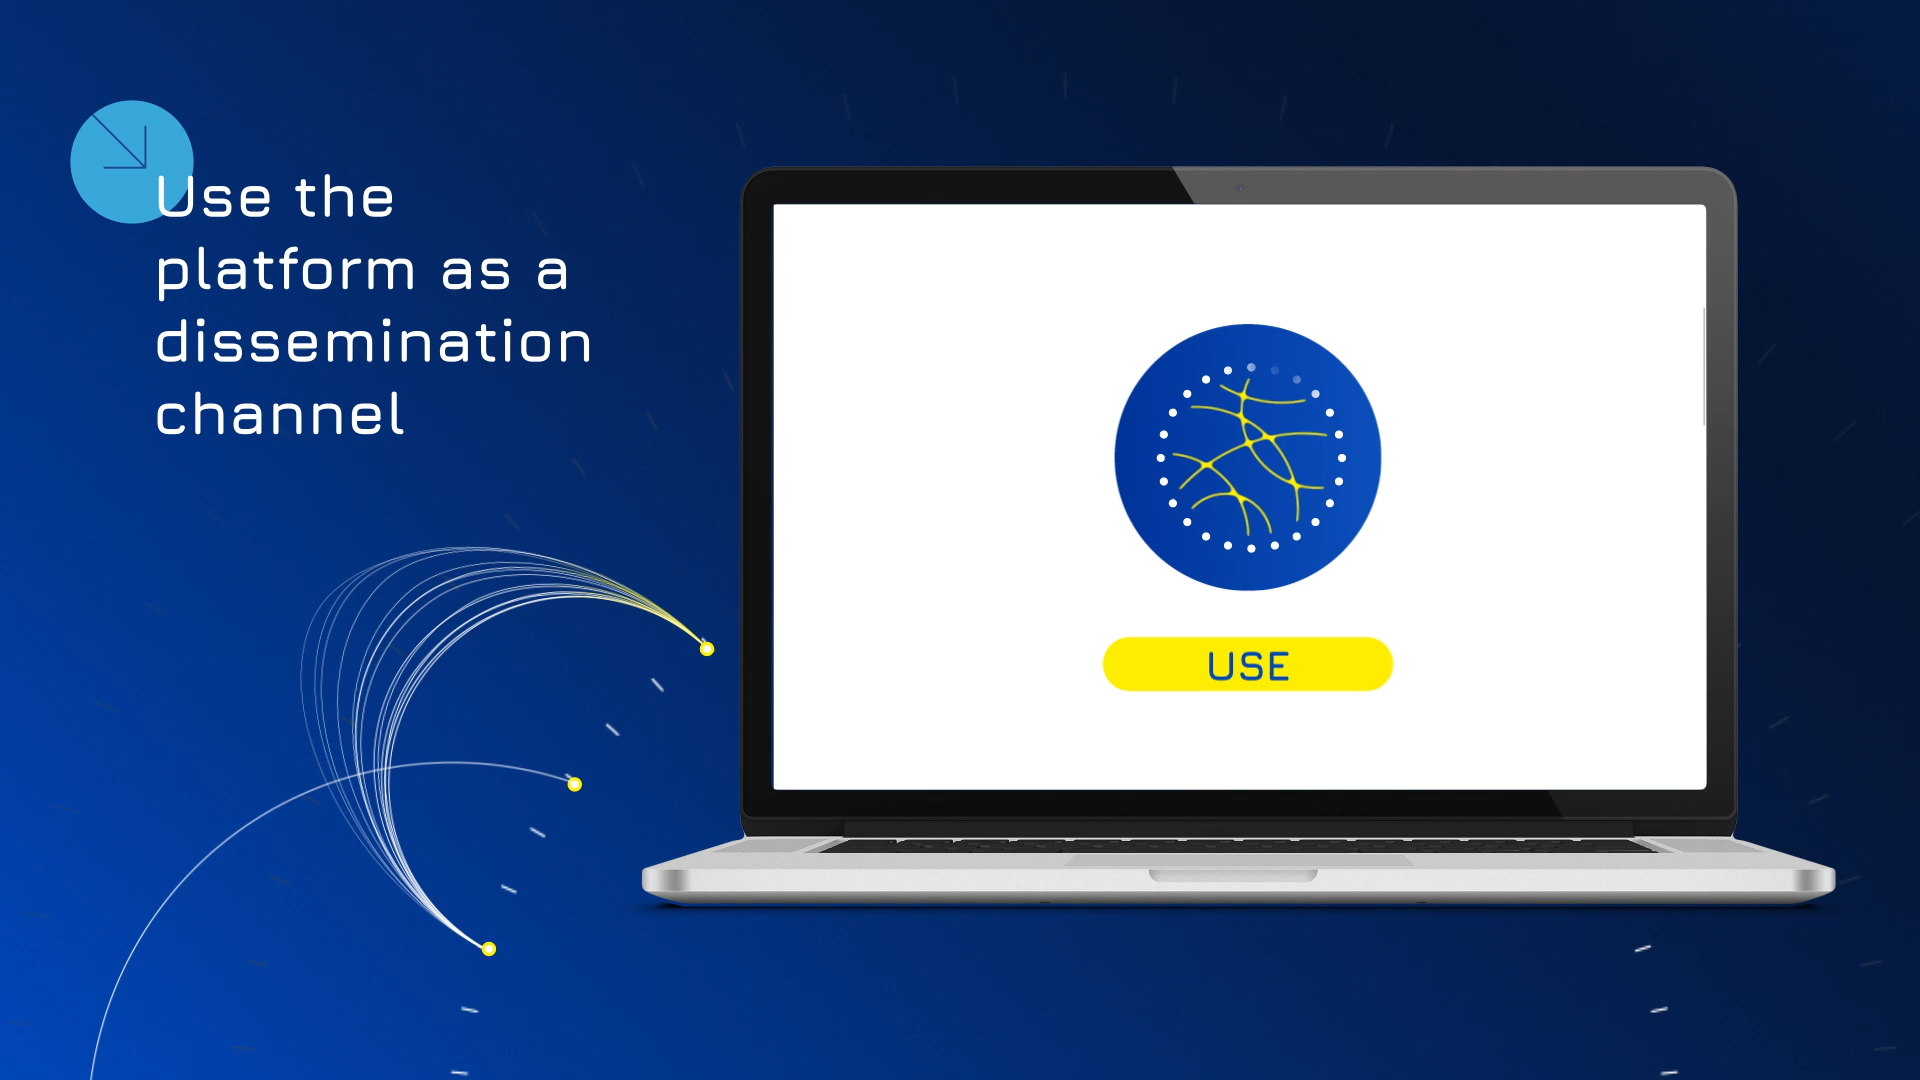 Use the
platform as a
dissemination
channel
USE